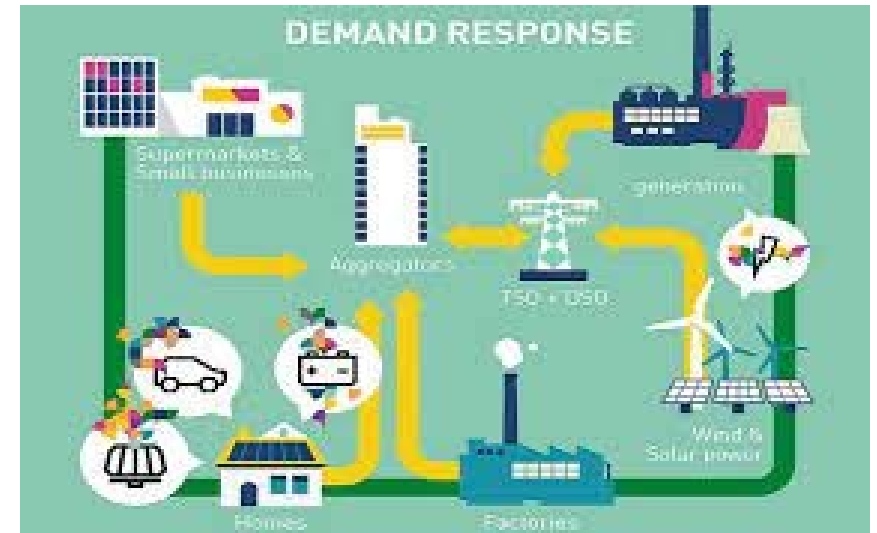 DEMAND RESPONSE
Supermarkets &
Small businesses
generation
Aggregators
TSO + DSO
Wind &
Solar power
Homes
Factories